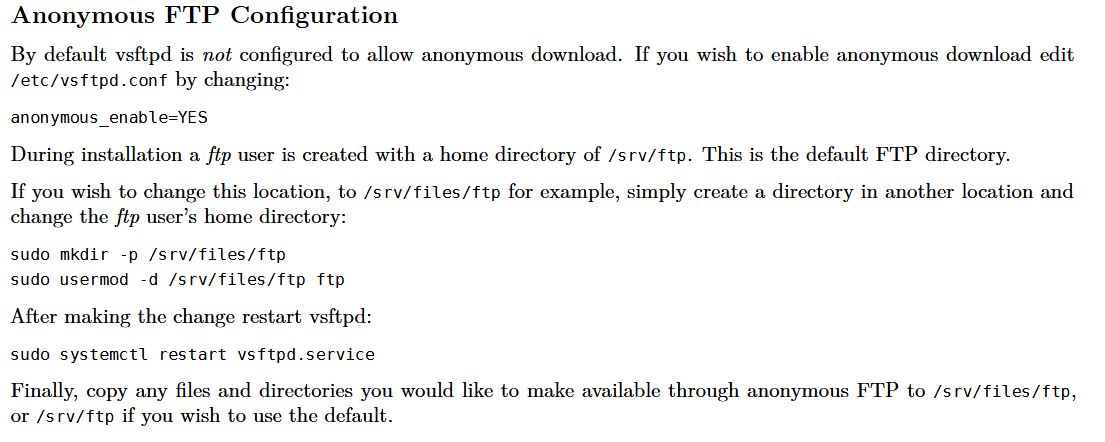 Anonymous FTP Configuration
By default vsftpd is not configured to allow anonymous download. If you wish to enable anonymous download edit
/etc/vsftpd.conf by changing:
anonymous_enable=YES
During installation a ftp user is created with a home directory of /srv/ftp. This is the default FTP directory.
If you wish to change this location, to /srv/files/ftp for example, simply create a directory in another location and
change the ftp user’s home directory:
sudo mkdir -p /srv/files/ftp
sudo usermod -d /srv/files/ftp ftp
After making the change restart vsftpd:
sudo systemctl restart vsftpd.service
Finally, copy any files and directories you would like to make available through anonymous FTP to /srv/files/ftp,
or /srv/ftp if you wish to use the default.